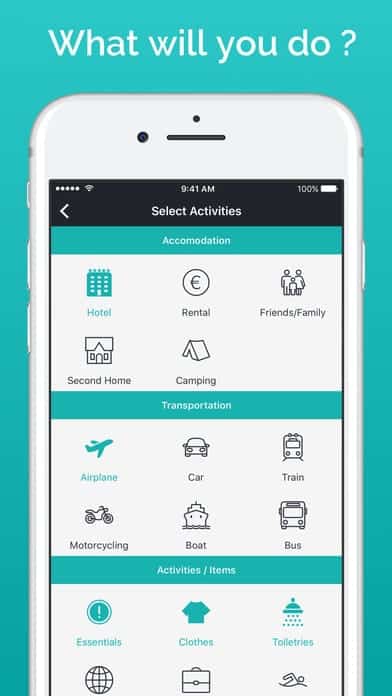 What will you do ?
9:41 AM
100%
Select Activities
Accomodation
Hotel
Rental
Friends/Family
Second Home
Camping
Transportation
Airplane
Car
Train
Motorcycling
Boat
Bus
Activities / Items
Essentials
Clothes
Toiletries